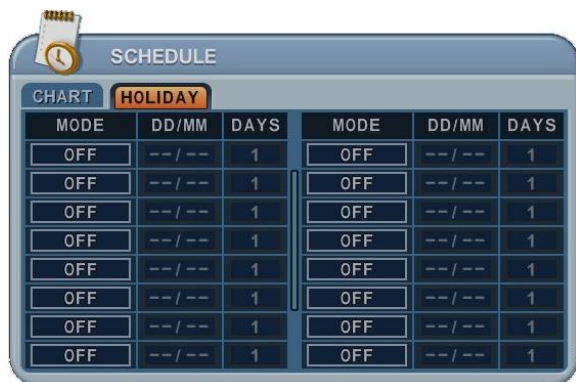 SCHEDULE
CHART HOLIDAY
MODE DD/MM DAYS MODE DD/MM DAYS
OFF --/-- 1 OFF --/-- 1
OFF --/-- 1 OFF --/-- 1
OFF --/-- 1 OFF --/-- 1
OFF --/-- 1 OFF --/-- 1
OFF --/-- 1 OFF --/-- 1
OFF --/-- 1 OFF --/-- 1
OFF --/-- 1 OFF --/-- 1
OFF --/-- 1 OFF --/-- 1